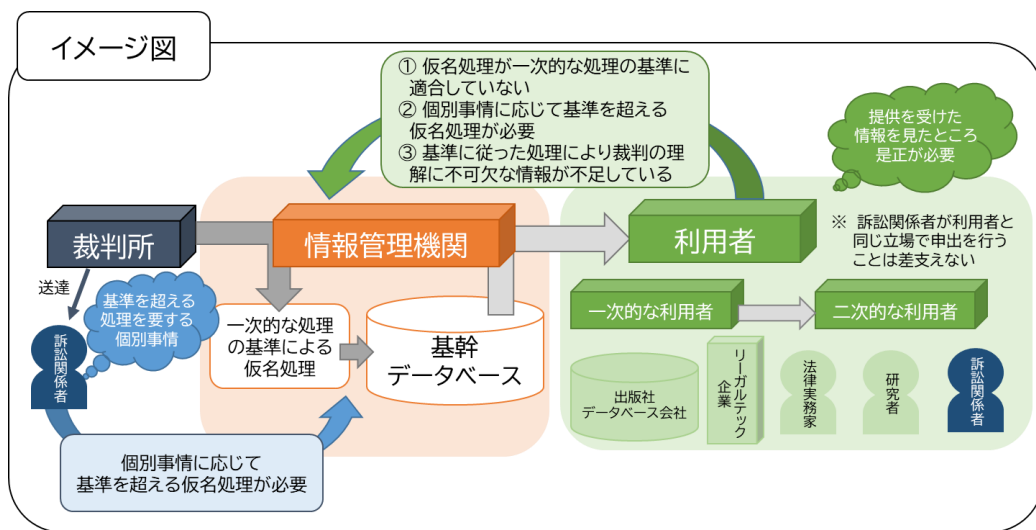 イメージ図
① 仮名処理が一次的な処理の基準に
適合していない
② 個別事情に応じて基準を超える
仮名処理が必要
③ 基準に従った処理により裁判の理
解に不可欠な情報が不足している
提供を受けた
情報を見たところ
是正が必要
裁判所
情報管理機関
利用者
※ 訴訟関係者が利用者と
同じ立場で申出を行う
ことは差支えない
送達
基準を超える
処理を要する
個別事情
訴訟関係者
一次的な処理
の基準による
仮名処理
基幹
データベース
一次的な利用者
二次的な利用者
出版社
データベース会社
リーガルテック
企業
法律実務家
研究者
訴訟関係者
個別事情に応じて
基準を超える仮名処理が必要